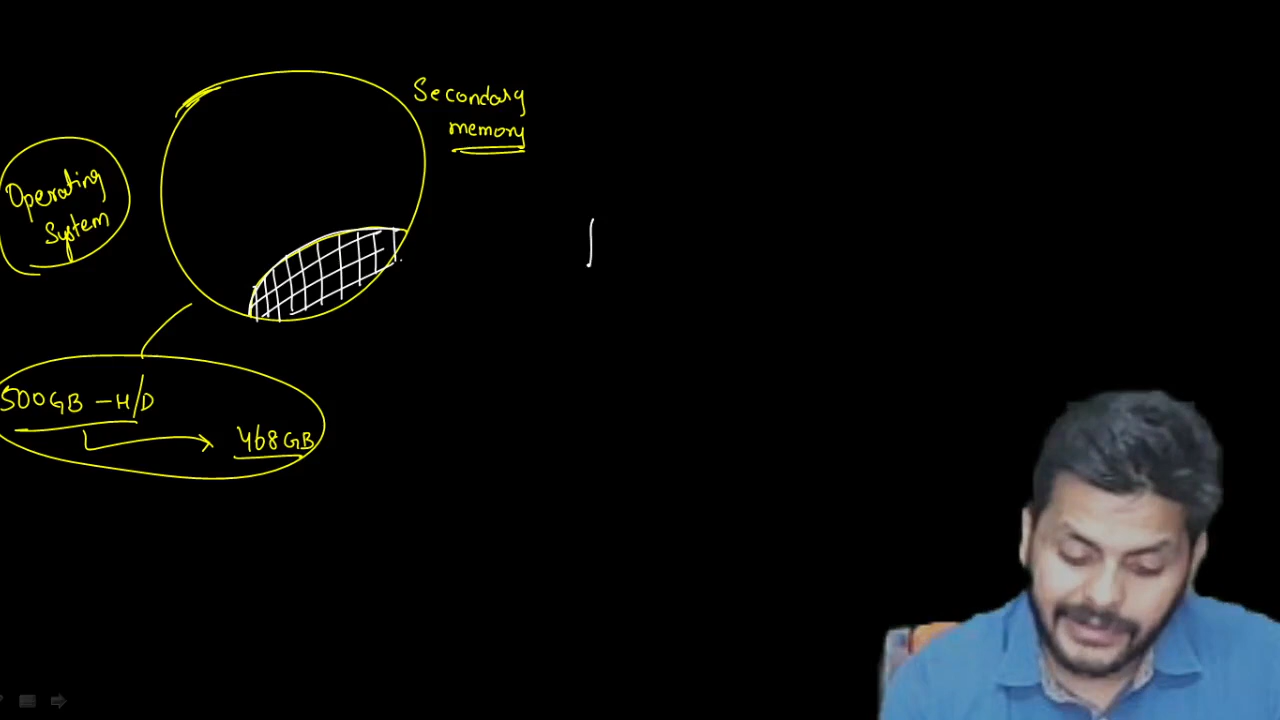 Secondary
memory
Operating
System
500GB - H/D
468GB